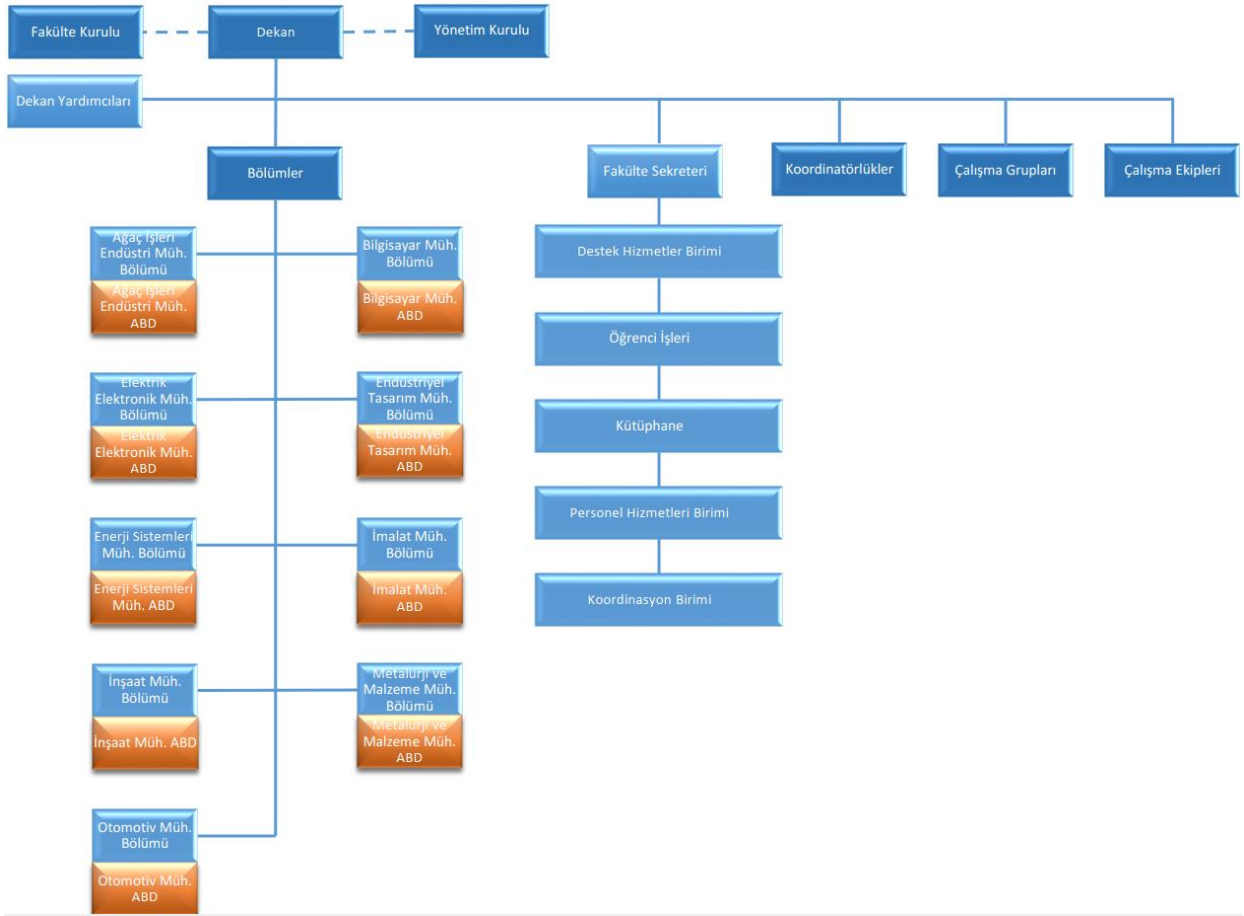 Fakülte Kurulu
Dekan
Yönetim Kurulu
Dekan Yardımcıları
Bölümler
Fakülte Sekreteri
Koordinatörlükler
Çalışma Grupları
Çalışma Ekipleri
Ağaç İşleri
Endüstri Müh.
Bölümü
Ağaç İşleri
Endüstri Müh.
ABD
Bilgisayar Müh.
Bölümü
Bilgisayar Müh.
ABD
Destek Hizmetler Birimi
Öğrenci İşleri
Kütüphane
Personel Hizmetleri Birimi
Koordinasyon Birimi
Elektrik
Elektronik Müh.
Bölümü
Elektrik
Elektronik Müh.
ABD
Endüstriyel
Tasarım Müh.
Bölümü
Endüstriyel
Tasarım Müh.
ABD
Enerji Sistemleri
Müh. Bölümü
Enerji Sistemleri
Müh. ABD
İmalat Müh.
Bölümü
İmalat Müh.
ABD
İnşaat Müh.
Bölümü
İnşaat Müh. ABD
Metalürji ve
Malzeme Müh.
Bölümü
Metalürji ve
Malzeme Müh.
ABD
Otomotiv Müh.
Bölümü
Otomotiv Müh.
ABD